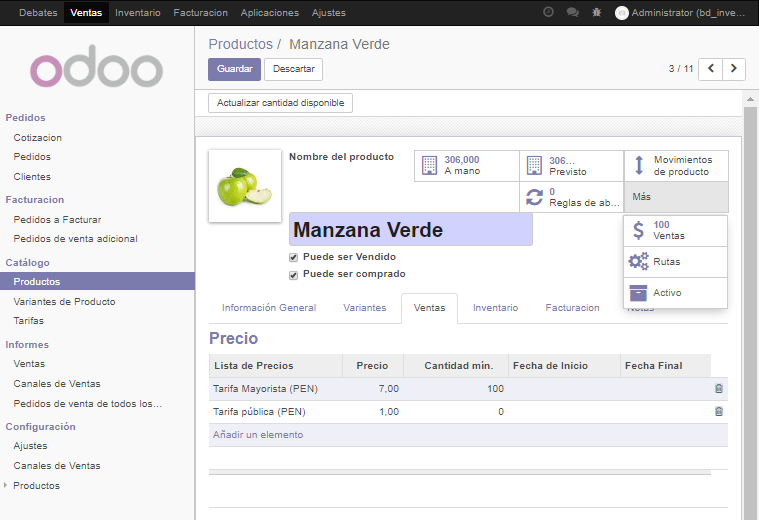 Debates Ventas Inventario Facturacion Aplicaciones Ajustes Administrator (bd_inve...
odoo
Pedidos
Cotizacion
Pedidos
Clientes
Facturacion
Pedidos a Facturar
Pedidos de venta adicional
Catálogo
Productos
Variantes de Producto
Tarifas
Informes
Ventas
Canales de Ventas
Pedidos de venta de todos los...
Configuración
Ajustes
Canales de Ventas
Productos
Productos / Manzana Verde
Guardar Descartar
3 / 11
Actualizar cantidad disponible
Nombre del producto
306,000
A mano
306...
Previsto
Movimientos
de producto
0
Reglas de ab...
Más
100
Ventas
Rutas
Activo
Manzana Verde
Puede ser Vendido
Puede ser comprado
Información General Variantes Ventas Inventario Facturacion Notas
Precio
Lista de Precios Precio Cantidad mín. Fecha de Inicio Fecha Final
Tarifa Mayorista (PEN) 7,00 100
Tarifa pública (PEN) 1,00 0
Añadir un elemento